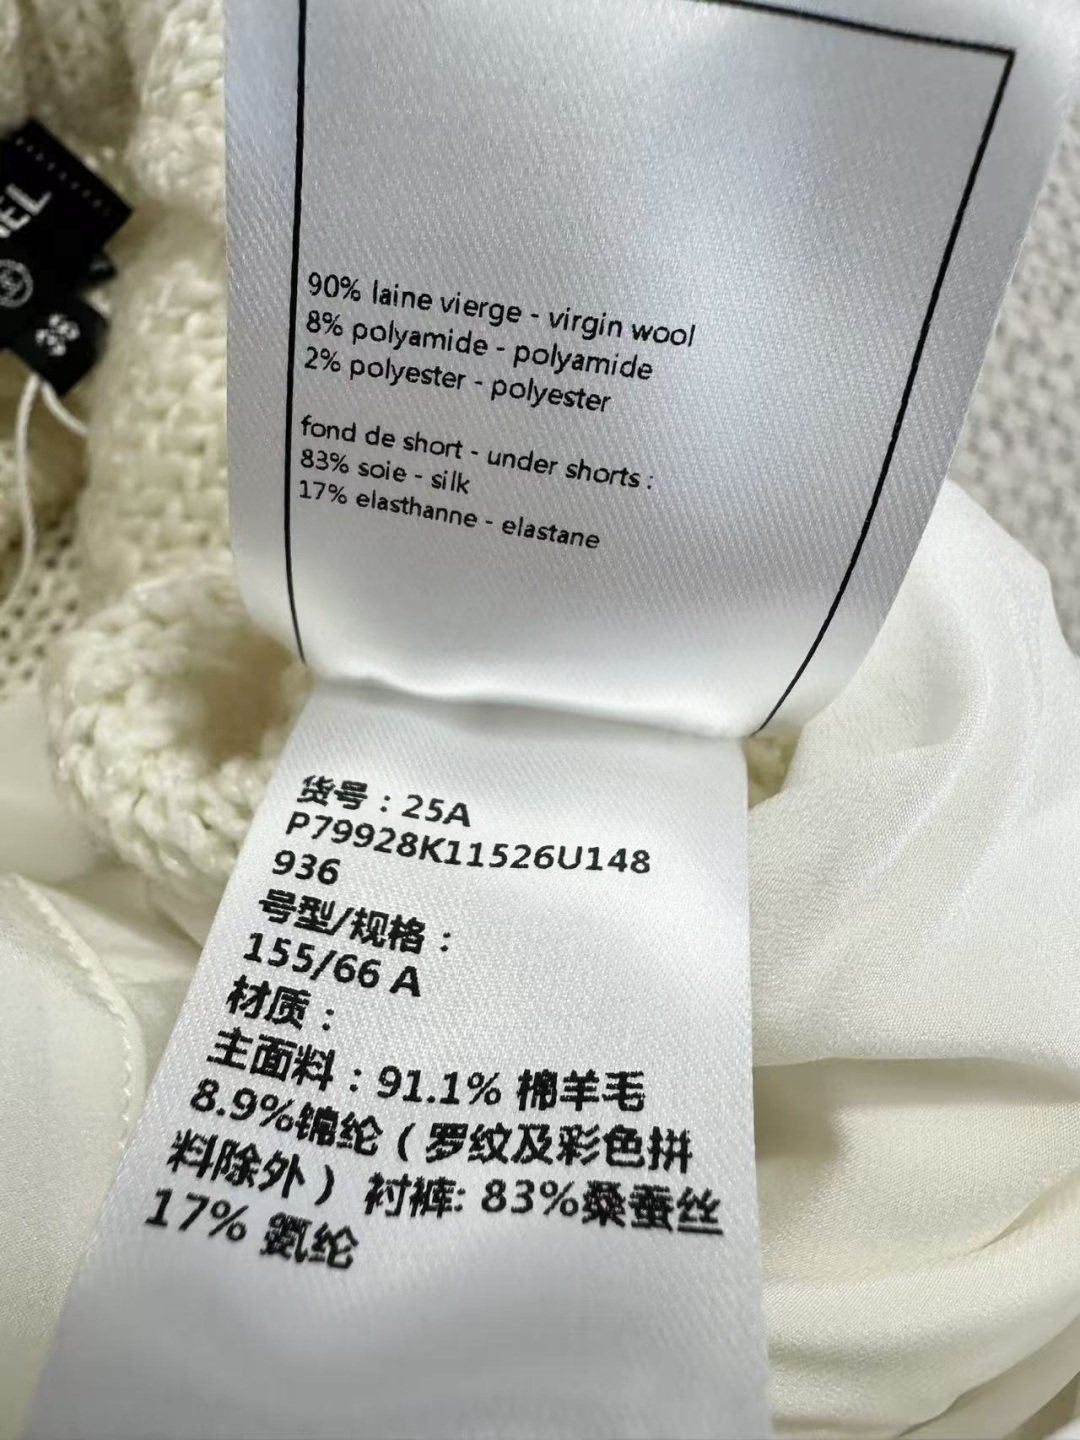 90% laine vierge - virgin wool
8% polyamide - polyamide
2% polyester - polyester
fond de short - under shorts :
83% soie - silk
17% elasthanne - elastane
货号：25A
P79928K11526U148
936
号型/规格：
155/66 A
材质：
主面料：91.1% 棉羊毛
8.9%锦纶（罗纹及彩色拼
料除外） 衬裤: 83%桑蚕丝
17% 氨纶